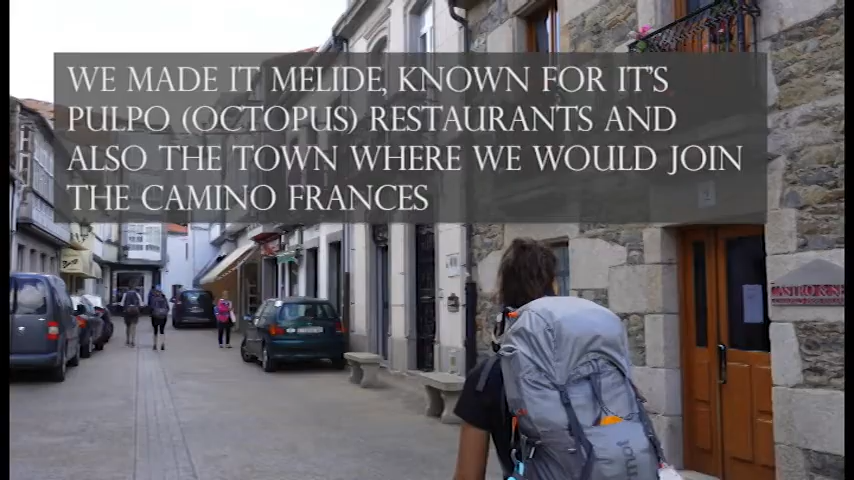 WE MADE IT MELIDE, KNOWN FOR IT'S
PULPO (OCTOPUS) RESTAURANTS AND
ALSO THE TOWN WHERE WE WOULD JOIN
THE CAMINO FRANCES